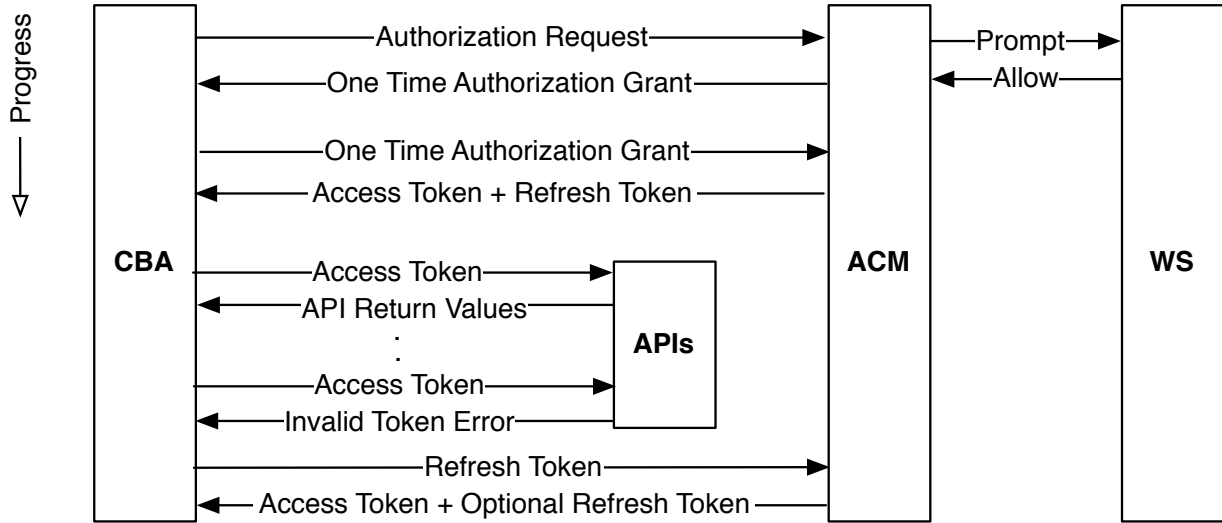 Progress
Authorization Request
Prompt
One Time Authorization Grant
Allow
One Time Authorization Grant
Access Token + Refresh Token
CBA
ACM
WS
Access Token
API Return Values
APIs
Access Token
Invalid Token Error
Refresh Token
Access Token + Optional Refresh Token